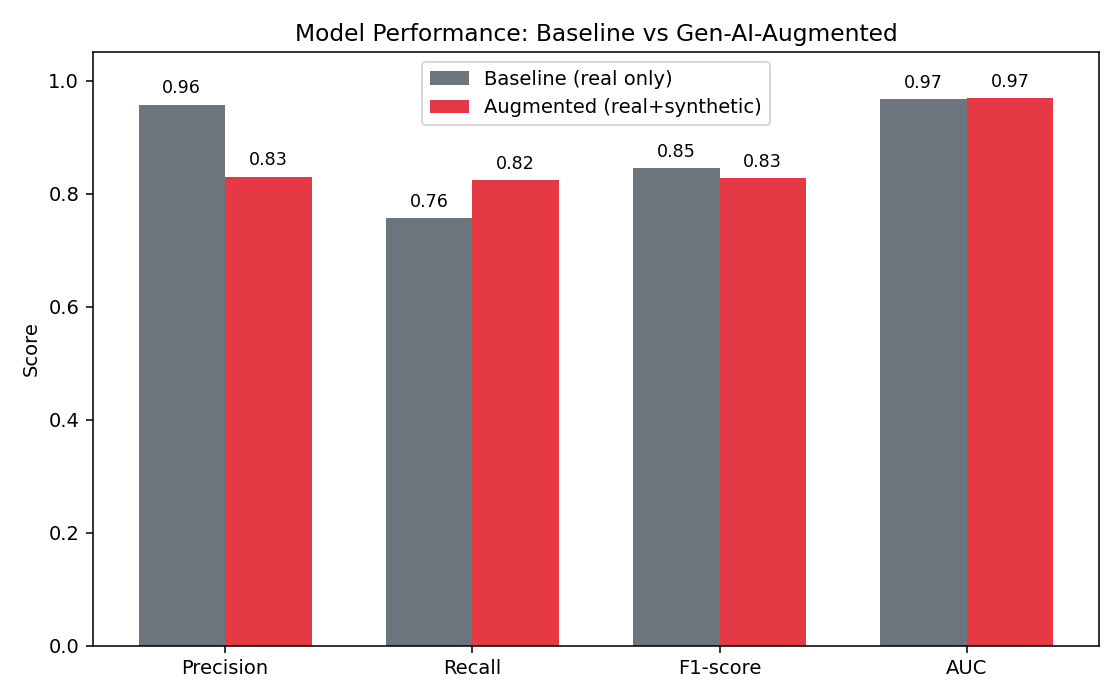 Model Performance: Baseline vs Gen-AI-Augmented
Baseline (real only)
Augmented (real+synthetic)
Score
1.0
0.8
0.6
0.4
0.2
0.0
0.96
0.83
0.76
0.82
0.85
0.83
0.97
0.97
Precision
Recall
F1-score
AUC